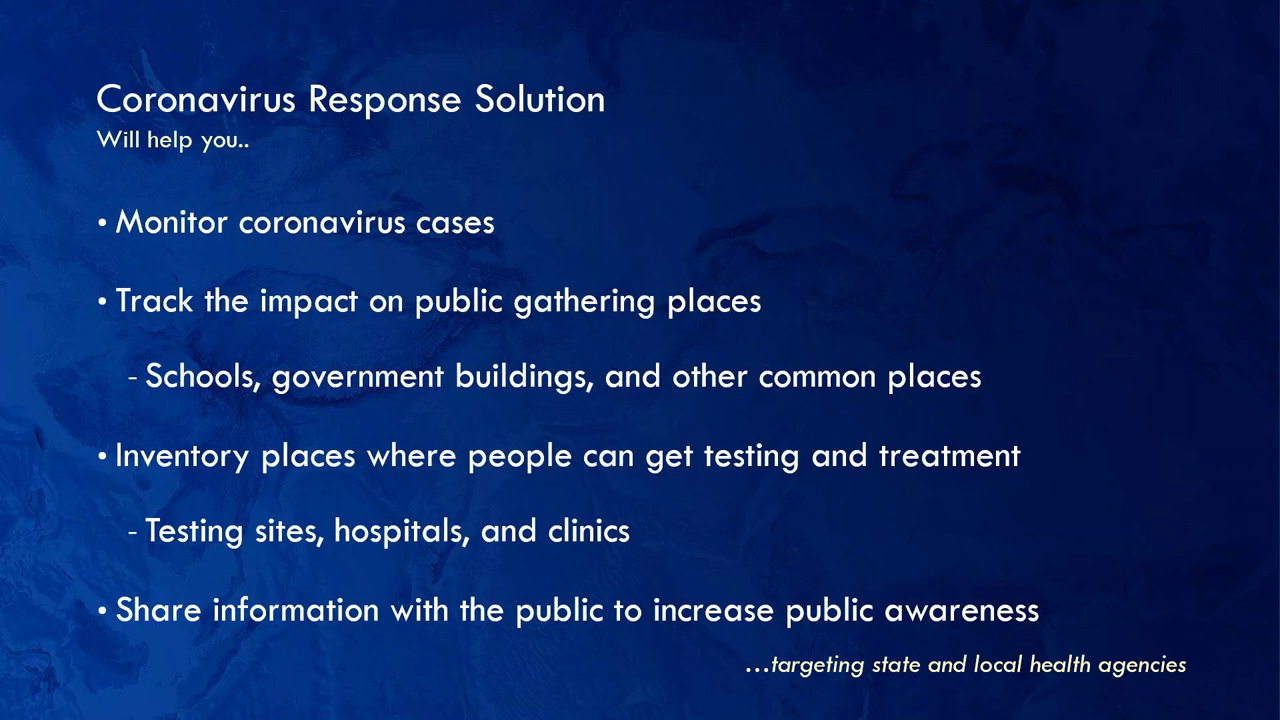 Coronavirus Response Solution
Will help you..
• Monitor coronavirus cases
• Track the impact on public gathering places
- Schools, government buildings, and other common places
• Inventory places where people can get testing and treatment
- Testing sites, hospitals, and clinics
• Share information with the public to increase public awareness
...targeting state and local health agencies